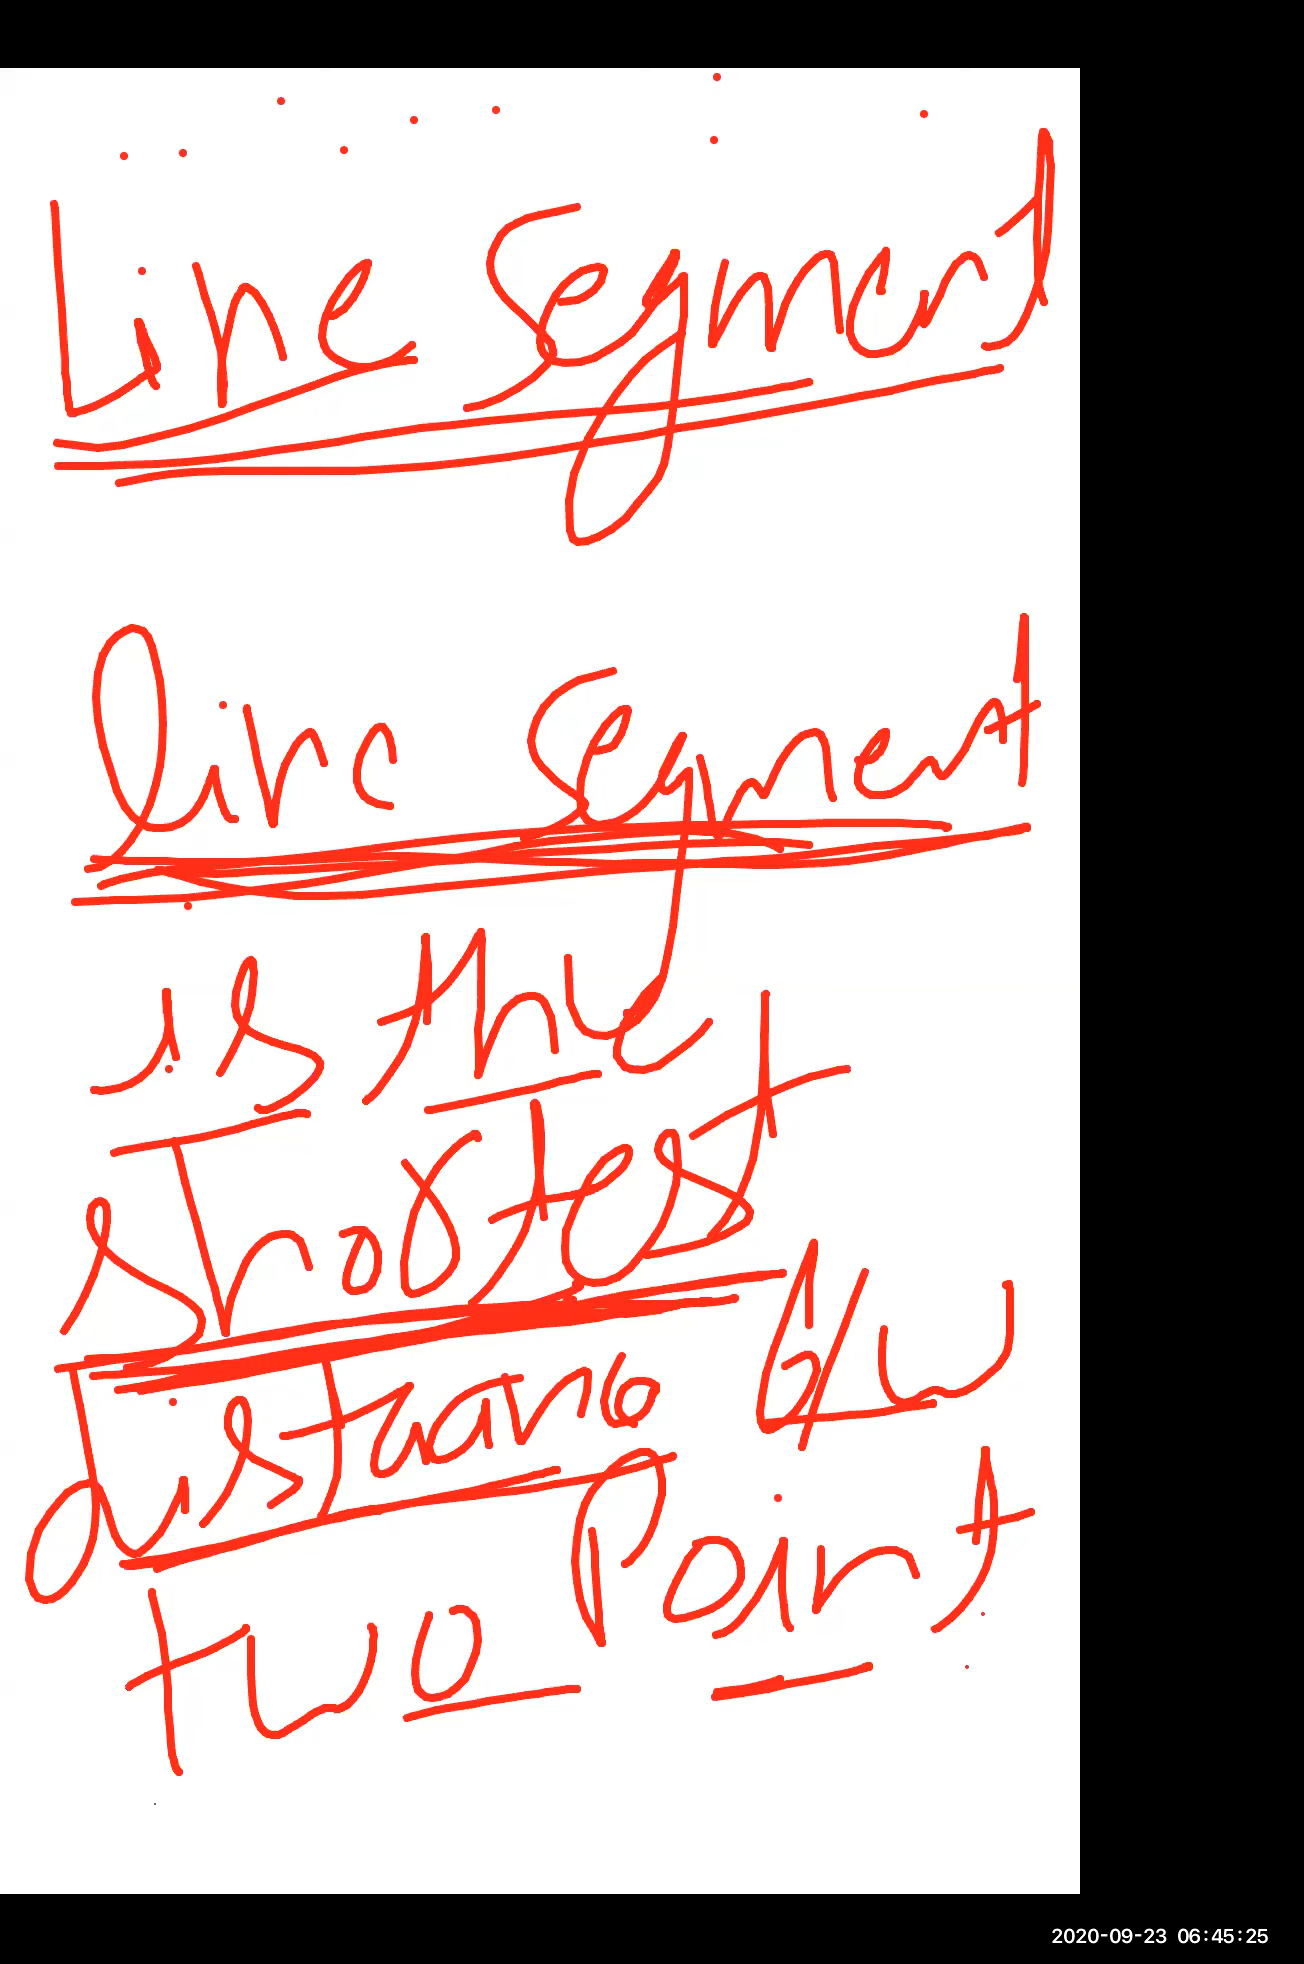 Line Segment
line segment
is the
shortest
distance b/w
two Point
2020-09-23 06:45:25